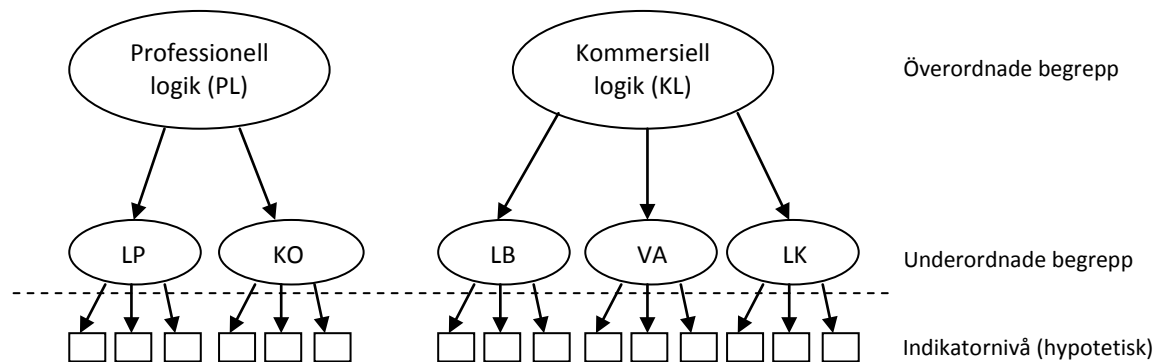 Professionell
logik (PL)
Kommersiell
logik (KL)
Överordnade begrepp
LP
KO
LB
VA
LK
Underordnade begrepp
Indikatornivå (hypotetisk)